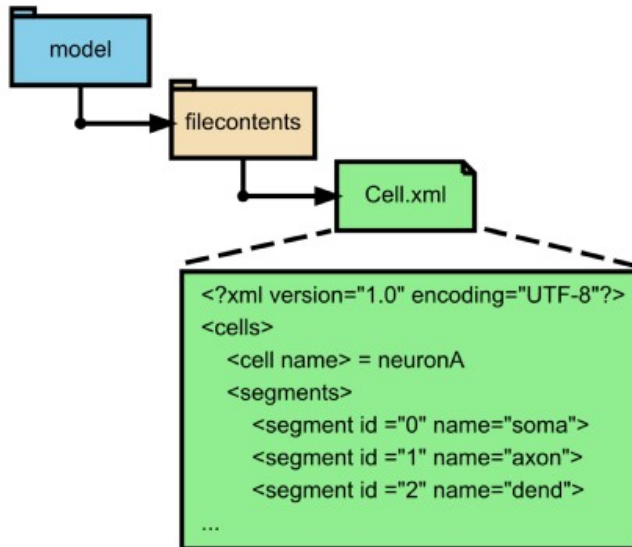 model
filecontents
Cell.xml
<?xml version="1.0" encoding="UTF-8"?>
<cells>
<cell name> = neuronA
<segments>
<segment id ="0" name="soma">
<segment id ="1" name="axon">
<segment id ="2" name="dend">
...